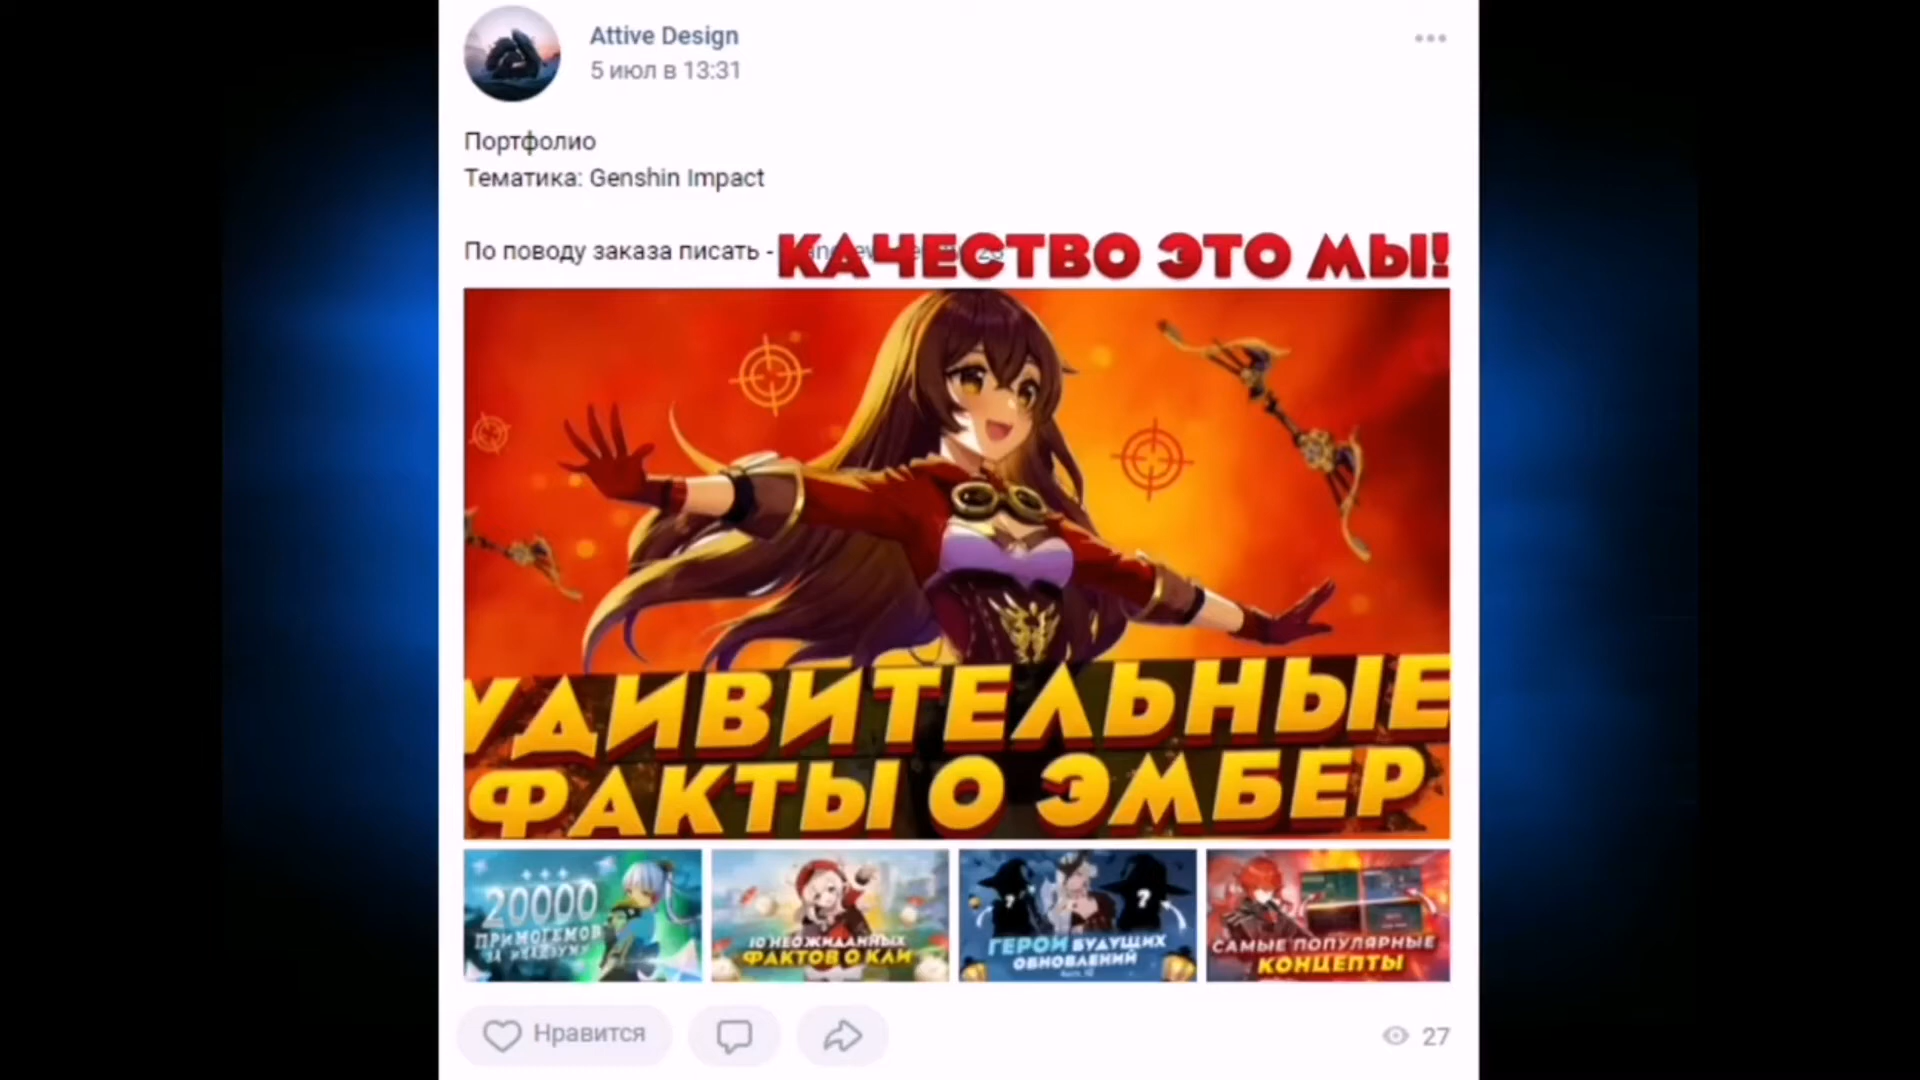 Attive Design
5 июл в 13:31
Портфолио
Тематика: Genshin Impact
По поводу заказа писать -
КАЧЕСТВО ЭТО МЫ!
УДИВИТЕЛЬНЫЕ
ФАКТЫ О ЭМБЕР
20000
ПРИМОГЕМОВ
ЗА ИНАДЗУМУ
10 НЕОЖИДАННЫХ
ФАКТОВ О КЛИ
? ?
ГЕРОИ БУДУЩИХ
ОБНОВЛЕНИЙ
САМЫЕ ПОПУЛЯРНЫЕ
КОНЦЕПТЫ
Нравится
27